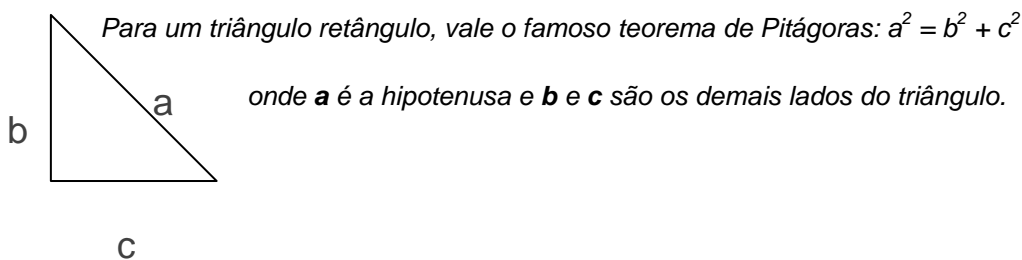 Para um triângulo retângulo, vale o famoso teorema de Pitágoras: a² = b² + c²
a
onde a é a hipotenusa e b e c são os demais lados do triângulo.
b
c